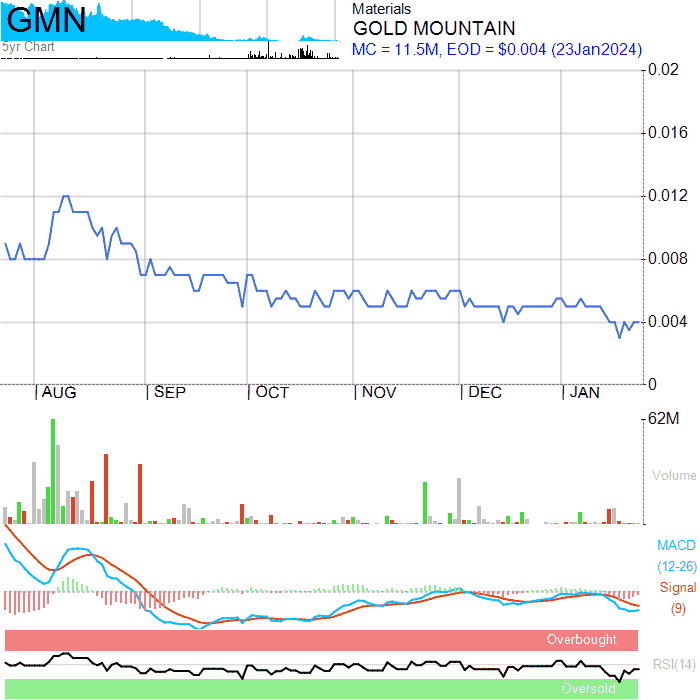 GMN
5yr Chart
Materials
GOLD MOUNTAIN
MC = 11.5M, EOD = $0.004 (23Jan2024)
0.02
0.016
0.012
0.008
0.004
0
AUG SEP OCT NOV DEC JAN
62M
Volume
MACD
(12-26)
Signal
(9)
Overbought
RSI(14)
Oversold